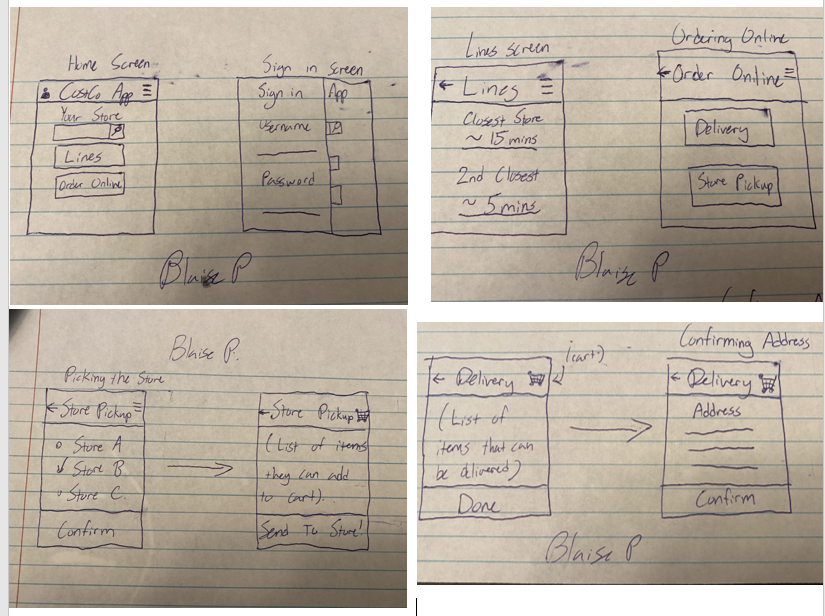 Home Screen
Costco App
Your Store
Lines
Order Online
Sign in Screen
Sign in
App
Username
Password
Blaise P
Lines Screen
Lines
Closest Store
~ 15 mins
2nd Closest
~ 5 mins
Ordering Online
Order Online
Delivery
Store Pickup
Blaise P
Blaise P.
Picking the Store
Store Pickup
Store A
Store B
Store C
Confirm
Store Pickup
(List of items
they can add
to cart).
Send To Store!
(cart)
Delivery
(List of
items that can
be delivered)
Done
Confirming Address
Delivery
Address
Confirm
Blaise P